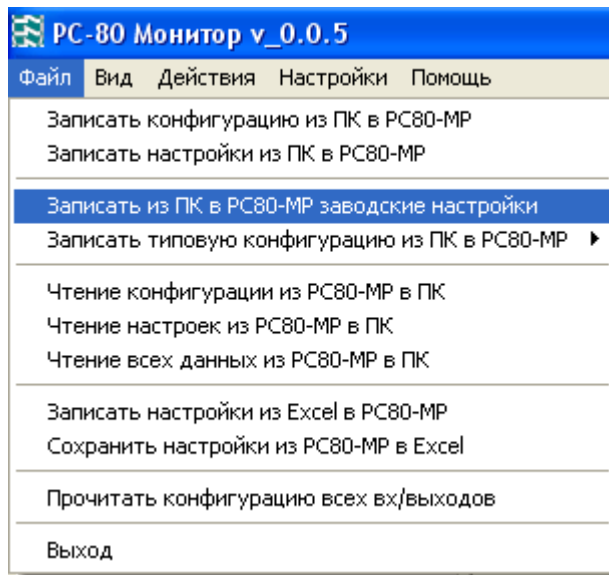 РС-80 Монитор v_0.0.5
Файл Вид Действия Настройки Помощь
Записать конфигурацию из ПК в РС80-МР
Записать настройки из ПК в РС80-МР
Записать из ПК в РС80-МР заводские настройки
Записать типовую конфигурацию из ПК в РС80-МР
Чтение конфигурации из РС80-МР в ПК
Чтение настроек из РС80-МР в ПК
Чтение всех данных из РС80-МР в ПК
Записать настройки из Excel в РС80-МР
Сохранить настройки из РС80-МР в Excel
Прочитать конфигурацию всех вх/выходов
Выход